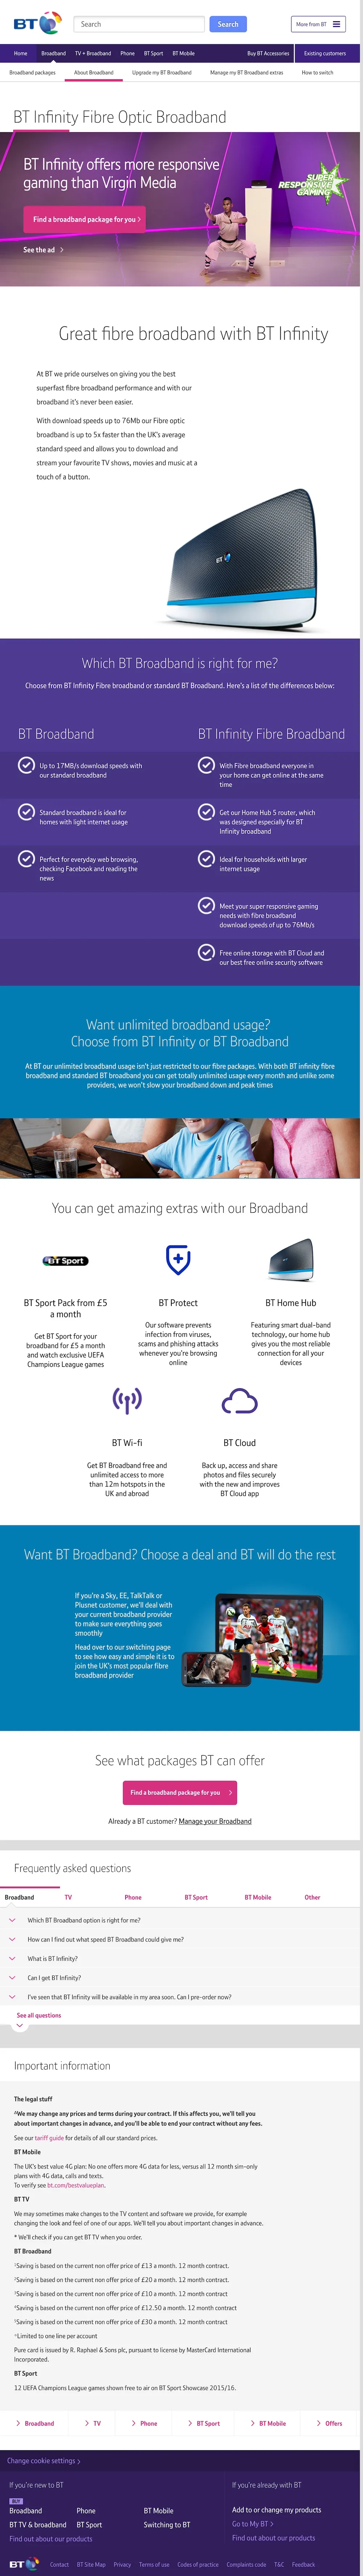 BT
Search
Search
More from BT
Home
Broadband
TV + Broadband
Phone
BT Sport
BT Mobile
Buy BT Accessories
Existing customers
Broadband packages
About Broadband
Upgrade my BT Broadband
Manage my BT Broadband extras
How to switch
BT Infinity Fibre Optic Broadband
BT Infinity offers more responsive
gaming than Virgin Media
SUPER
RESPONSIVE
GAMING
Find a broadband package for you
See the ad
Great fibre broadband with BT Infinity
At BT we pride ourselves on giving you the best
superfast fibre broadband performance and with our
broadband it's never been easier.
With download speeds up to 76Mb our Fibre optic
broadband is up to 5x faster than the UK's average
standard speed and allows you to download and
stream your favourite TV shows, movies and music at a
touch of a button.
BT
Which BT Broadband is right for me?
Choose from BT Infinity Fibre broadband or standard BT Broadband. Here's a list of the differences below:
BT Broadband
Up to 17MB/s download speeds with
our standard broadband
Standard broadband is ideal for
homes with light internet usage
Perfect for everyday web browsing,
checking Facebook and reading the
news
BT Infinity Fibre Broadband
With Fibre broadband everyone in
your home can get online at the same
time
Get our Home Hub 5 router, which
was designed especially for BT
Infinity broadband
Ideal for households with larger
internet usage
Meet your super responsive gaming
needs with fibre broadband
download speeds of up to 76Mb/s
Free online storage with BT Cloud and
our best free online security software
Want unlimited broadband usage?
Choose from BT Infinity or BT Broadband
At BT our unlimited broadband usage isn't just restricted to our fibre packages. With both BT infinity fibre
broadband and standard BT broadband you can get totally unlimited usage every month and unlike some
providers, we won't slow your broadband down and peak times
You can get amazing extras with our Broadband
BT Sport
BT Sport Pack from £5
a month
Get BT Sport for your
broadband for £5 a month
and watch exclusive UEFA
Champions League games
BT Protect
Our software prevents
infection from viruses,
scams and phishing attacks
whenever you're browsing
online
BT Home Hub
Featuring smart dual-band
technology, our home hub
gives you the most reliable
connection for all your
devices
BT Wi-fi
Get BT Broadband free and
unlimited access to more
than 12m hotspots in the
UK and abroad
BT Cloud
Back up, access and share
photos and files securely
with the new and improves
BT Cloud app
Want BT Broadband? Choose a deal and BT will do the rest
If you're a Sky, EE, TalkTalk or
Plusnet customer, we'll deal with
your current broadband provider
to make sure everything goes
smoothly
Head over to our switching page
to see how easy and simple it is to
join the UK's most pupular fibre
broadband provider
See what packages BT can offer
Find a broadband package for you
Already a BT customer? Manage your Broadband
Frequently asked questions
Broadband
TV
Phone
BT Sport
BT Mobile
Other
Which BT Broadband option is right for me?
How can I find out what speed BT Broadband could give me?
What is BT Infinity?
Can I get BT Infinity?
I've seen that BT Infinity will be available in my area soon. Can I pre-order now?
See all questions
Important information
The legal stuff
^We may change any prices and terms during your contract. If this affects you, we'll tell you
about important changes in advance, and you'll be able to end your contract without any fees.
See our tariff guide for details of all our standard prices.
BT Mobile
The UK's best value 4G plan: No one offers more 4G data for less, versus all 12 month sim-only
plans with 4G data, calls and texts.
To verify see bt.com/bestvalueplan.
BT TV
We may sometimes make changes to the TV content and software we provide, for example
changing the look and feel of one of our apps. We'll tell you about important changes in advance.
* We'll check if you can get BT TV when you order.
BT Broadband
Saving is based on the current non offer price of £13 a month. 12 month contract.
Saving is based on the current non offer price of £20 a month. 12 month contract.
Saving is based on the current non offer price of £10 a month. 12 month contract
Saving is based on the current non offer price of £12.50 a month. 12 month contract
Saving is based on the current non offer price of £30 a month. 12 month contract
Limited to one line per account
Pure card is issued by R. Raphael & Sons plc, pursuant to license by MasterCard International
Incorporated.
BT Sport
12 UEFA Champions League games shown free to air on BT Sport Showcase 2015/16.
Broadband
TV
Phone
BT Sport
BT Mobile
Offers
Change cookie settings
If you're new to BT
BUY
Broadband
Phone
BT Mobile
BT TV & broadband
BT Sport
Switching to BT
Find out about our products
If you're already with BT
Add to or change my products
Go to My BT
Find out about our products
BT
Contact
BT Site Map
Privacy
Terms of use
Codes of practice
Complaints code
T&C
Feedback